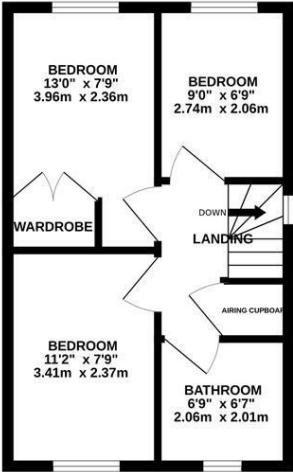 BEDROOM
13'0" x 7'9"
3.96m x 2.36m
BEDROOM
9'0" x 6'9"
2.74m x 2.06m
WARDROBE
DOWN
LANDING
AIRING CUPBOAR
BEDROOM
11'2" x 7'9"
3.41m x 2.37m
BATHROOM
6'9" x 6'7"
2.06m x 2.01m